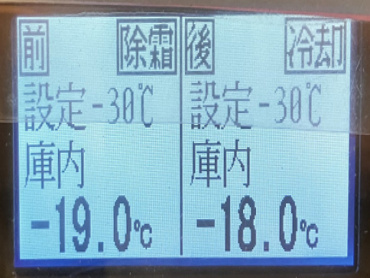 前 除霜
設定 -30℃
庫内
-19.0℃
後 冷却
設定 -30℃
庫内
-18.0℃